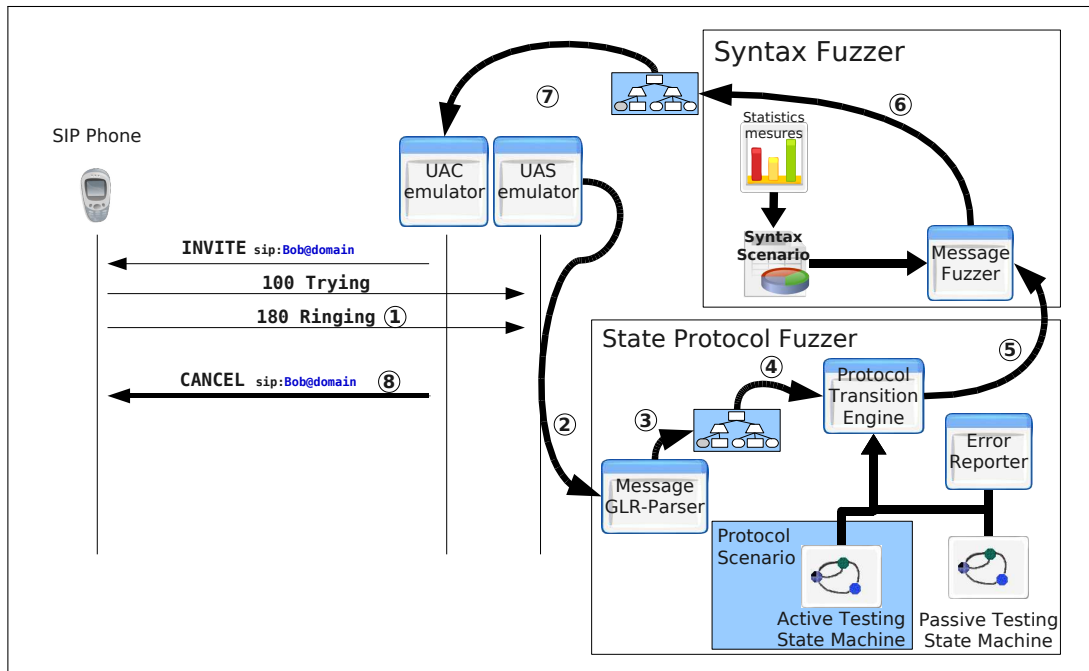 Syntax Fuzzer
⑦
⑥
Statistics
mesures
SIP Phone
UAC
emulator
UAS
emulator
Syntax
Scenario
Message
Fuzzer
INVITE sip:Bob@domain
100 Trying
180 Ringing ①
CANCEL sip:Bob@domain ⑧
State Protocol Fuzzer
⑤
④
③
②
Protocol
Transition
Engine
Error
Reporter
Message
GLR-Parser
Protocol
Scenario
Active Testing
State Machine
Passive Testing
State Machine